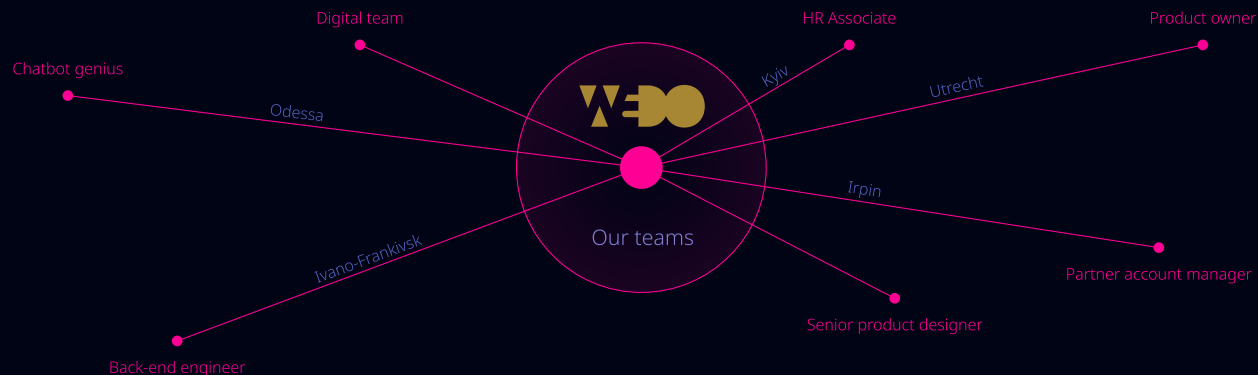 Digital team
HR Associate
Product owner
Chatbot genius
Kyiv
Utrecht
WEDO
Odessa
Irpin
Our teams
Ivano-Frankivsk
Partner account manager
Senior product designer
Back-end engineer